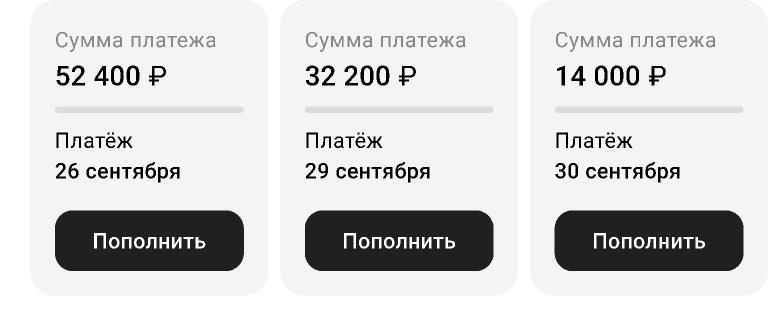 Сумма платежа
52 400 ₽
Платёж
26 сентября
Пополнить
Сумма платежа
32 200 ₽
Платёж
29 сентября
Пополнить
Сумма платежа
14 000 ₽
Платёж
30 сентября
Пополнить